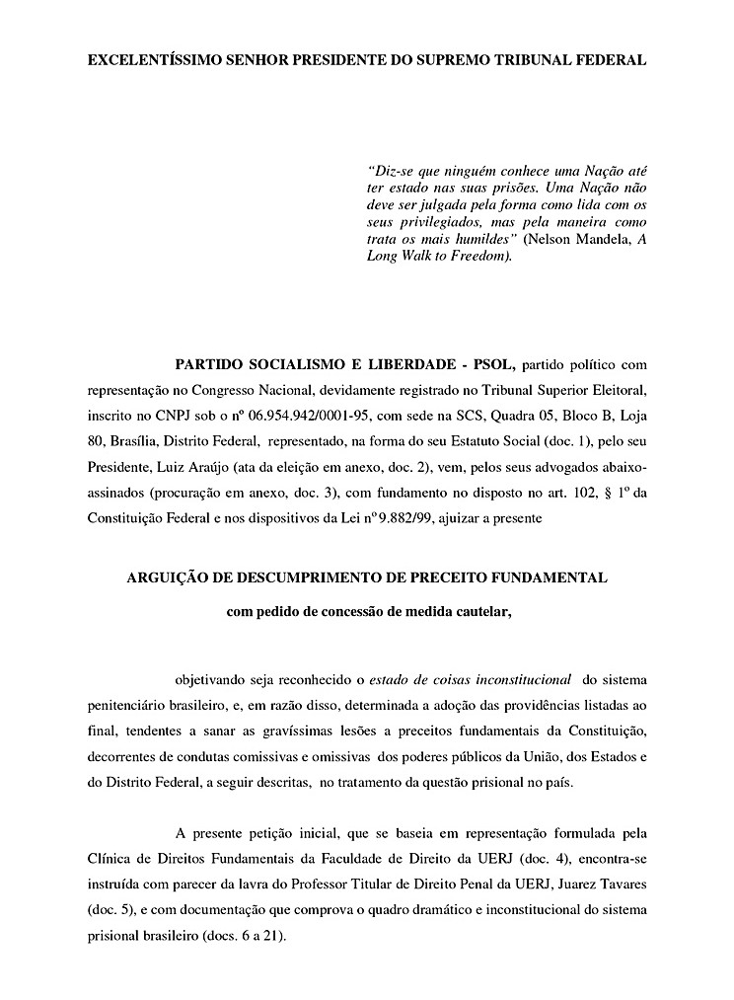 EXCELENTÍSSIMO SENHOR PRESIDENTE DO SUPREMO TRIBUNAL FEDERAL
“Diz-se que ninguém conhece uma Nação até
ter estado nas suas prisões. Uma Nação não
deve ser julgada pela forma como lida com os
seus privilegiados, mas pela maneira como
trata os mais humildes” (Nelson Mandela, A
Long Walk to Freedom).
PARTIDO SOCIALISMO E LIBERDADE - PSOL, partido político com
representação no Congresso Nacional, devidamente registrado no Tribunal Superior Eleitoral,
inscrito no CNPJ sob o nº 06.954.942/0001-95, com sede na SCS, Quadra 05, Bloco B, Loja
80, Brasília, Distrito Federal, representado, na forma do seu Estatuto Social (doc. 1), pelo seu
Presidente, Luiz Araújo (ata da eleição em anexo, doc. 2), vem, pelos seus advogados abaixo-
assinados (procuração em anexo, doc. 3), com fundamento no disposto no art. 102, § 1º da
Constituição Federal e nos dispositivos da Lei nº 9.882/99, ajuizar a presente
ARGUIÇÃO DE DESCUMPRIMENTO DE PRECEITO FUNDAMENTAL
com pedido de concessão de medida cautelar,
objetivando seja reconhecido o estado de coisas inconstitucional do sistema
penitenciário brasileiro, e, em razão disso, determinada a adoção das providências listadas ao
final, tendentes a sanar as gravíssimas lesões a preceitos fundamentais da Constituição,
decorrentes de condutas comissivas e omissivas dos poderes públicos da União, dos Estados e
do Distrito Federal, a seguir descritas, no tratamento da questão prisional no país.
A presente petição inicial, que se baseia em representação formulada pela
Clínica de Direitos Fundamentais da Faculdade de Direito da UERJ (doc. 4), encontra-se
instruída com parecer da lavra do Professor Titular de Direito Penal da UERJ, Juarez Tavares
(doc. 5), e com documentação que comprova o quadro dramático e inconstitucional do sistema
prisional brasileiro (docs. 6 a 21).